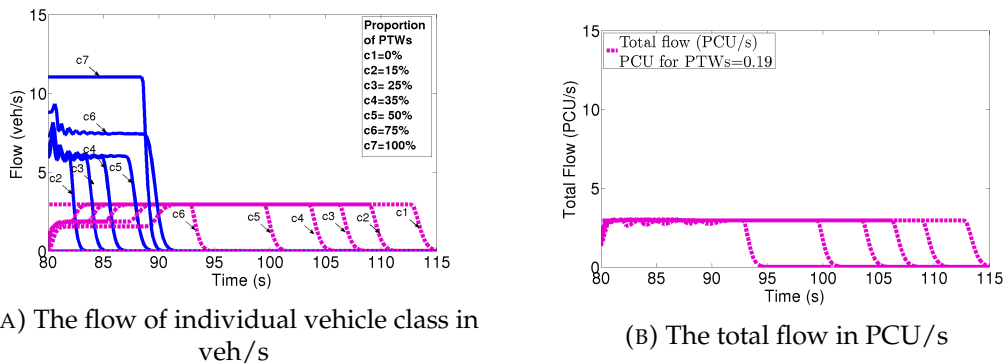 15
10
5
0
80
85
90
95
100
105
110
115
Flow (veh/s)
Time (s)
c7
c6
c4
c3
c5
c2
c6
c5
c4
c3
c2
c1
Proportion
of PTWs
c1=0%
c2=15%
c3= 25%
c4=35%
c5= 50%
c6=75%
c7=100%
A) The flow of individual vehicle class in
veh/s
15
10
5
0
80
85
90
95
100
105
110
115
Total Flow (PCU/s)
Time (s)
Total flow (PCU/s)
PCU for PTWs=0.19
(B) The total flow in PCU/s